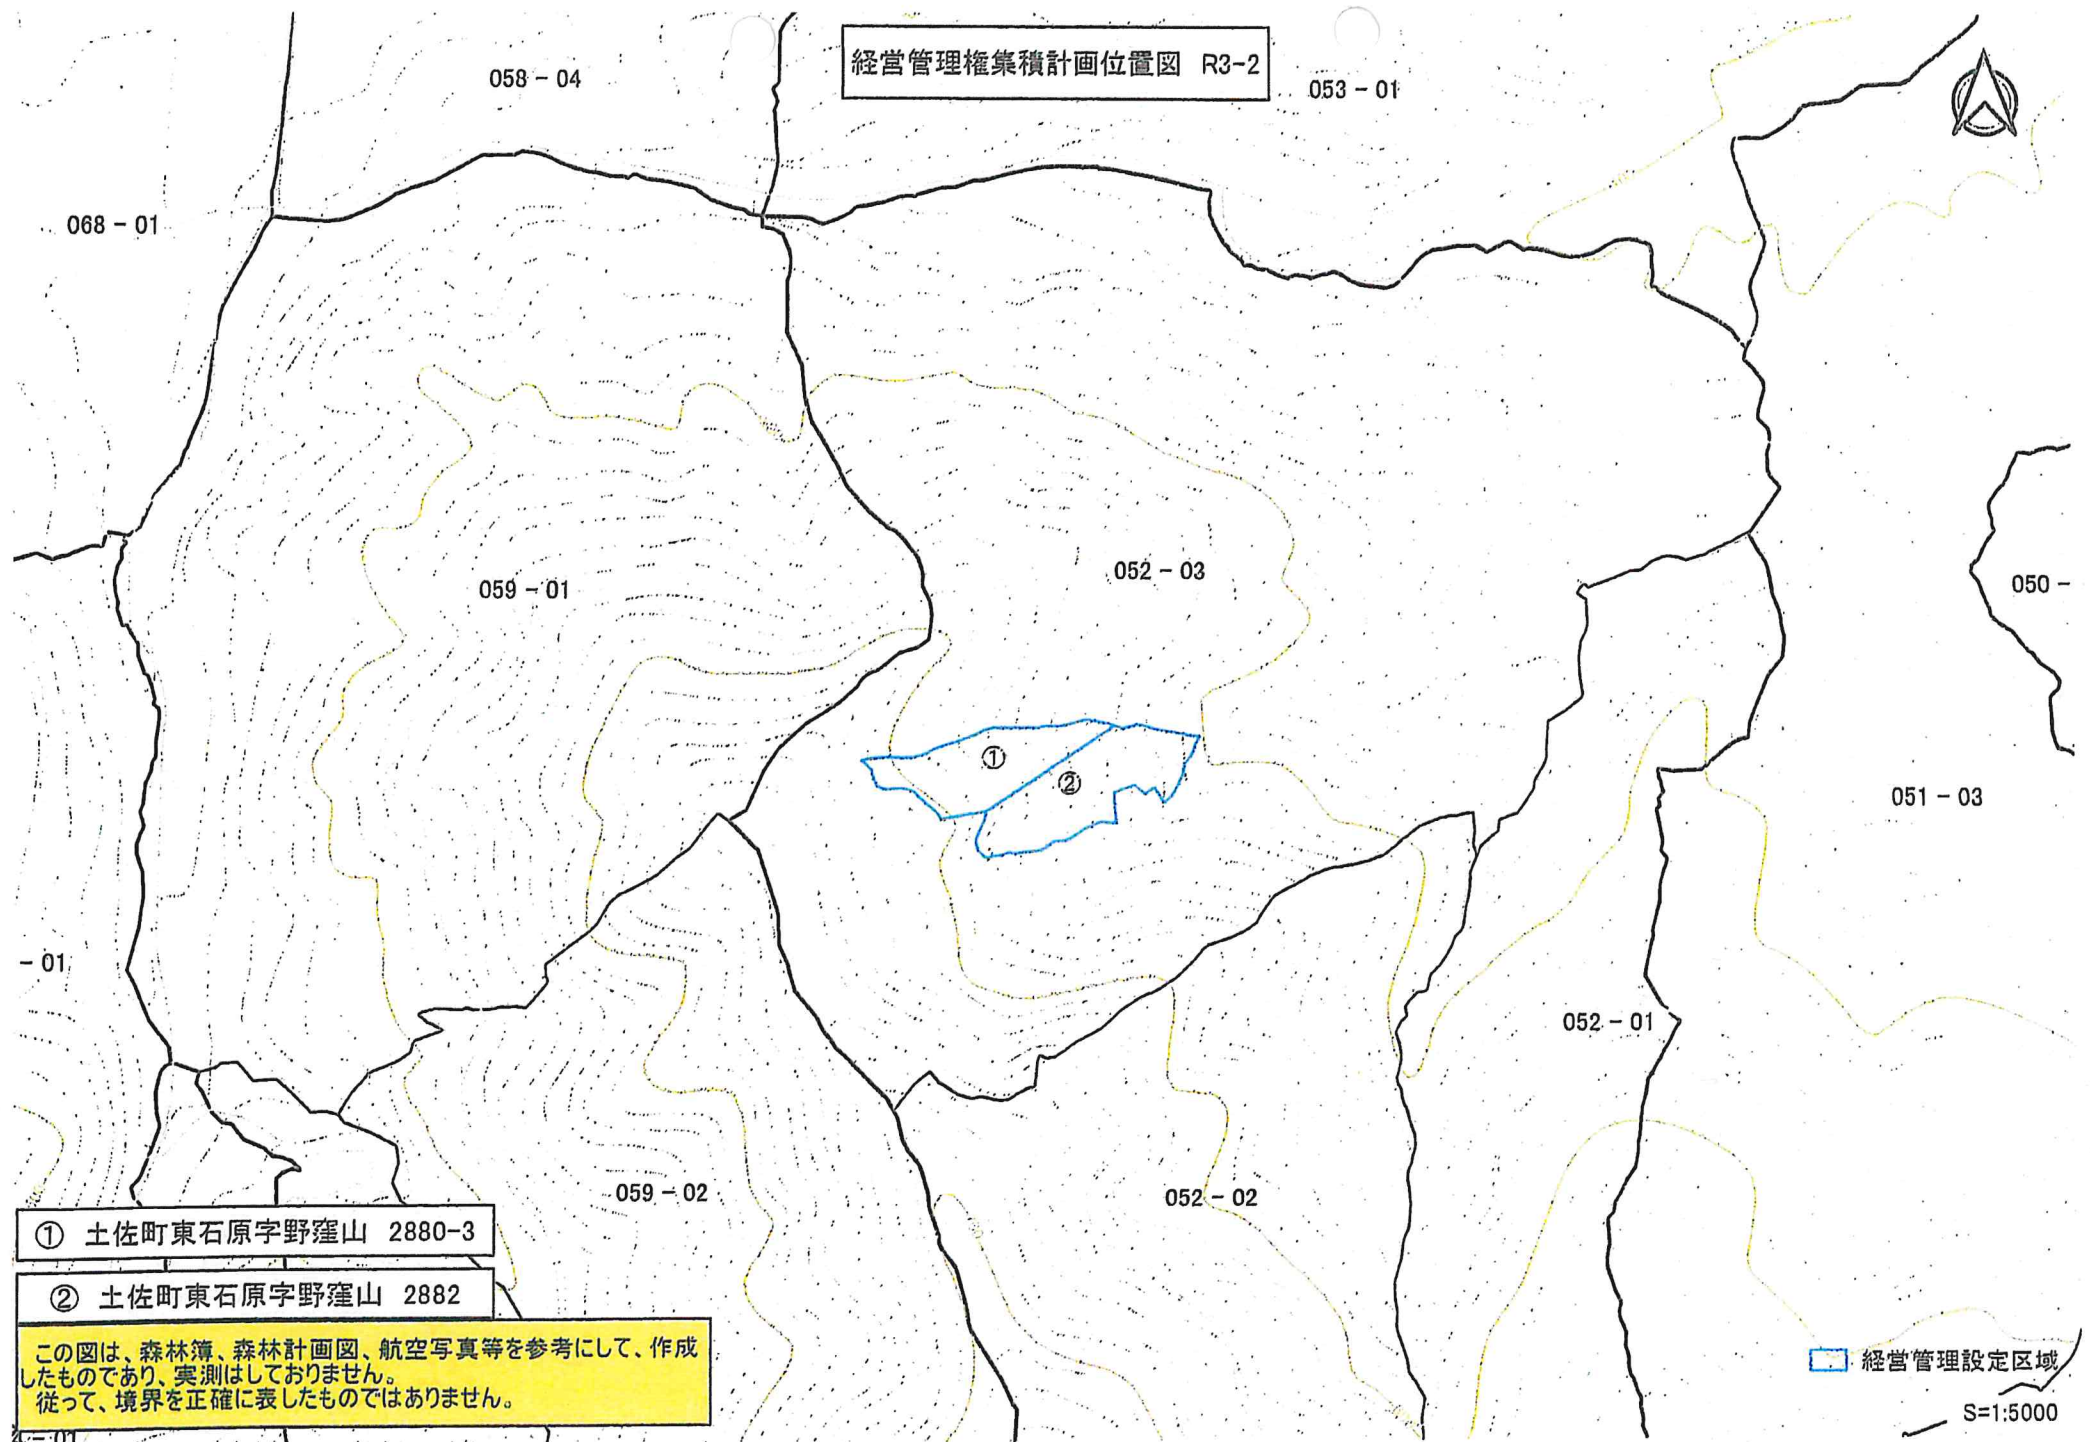 経営管理権集積計画位置図 R3-2
058-04
053-01
068-01
059-01
052-03
050-
①
②
051-03
-01
052-01
059-02
052-02
① 土佐町東石原字野窪山 2880-3
② 土佐町東石原字野窪山 2882
この図は、森林簿、森林計画図、航空写真等を参考にして、作成
したものであり、実測はしておりません。
従って、境界を正確に表したものではありません。
経営管理設定区域
S=1:5000